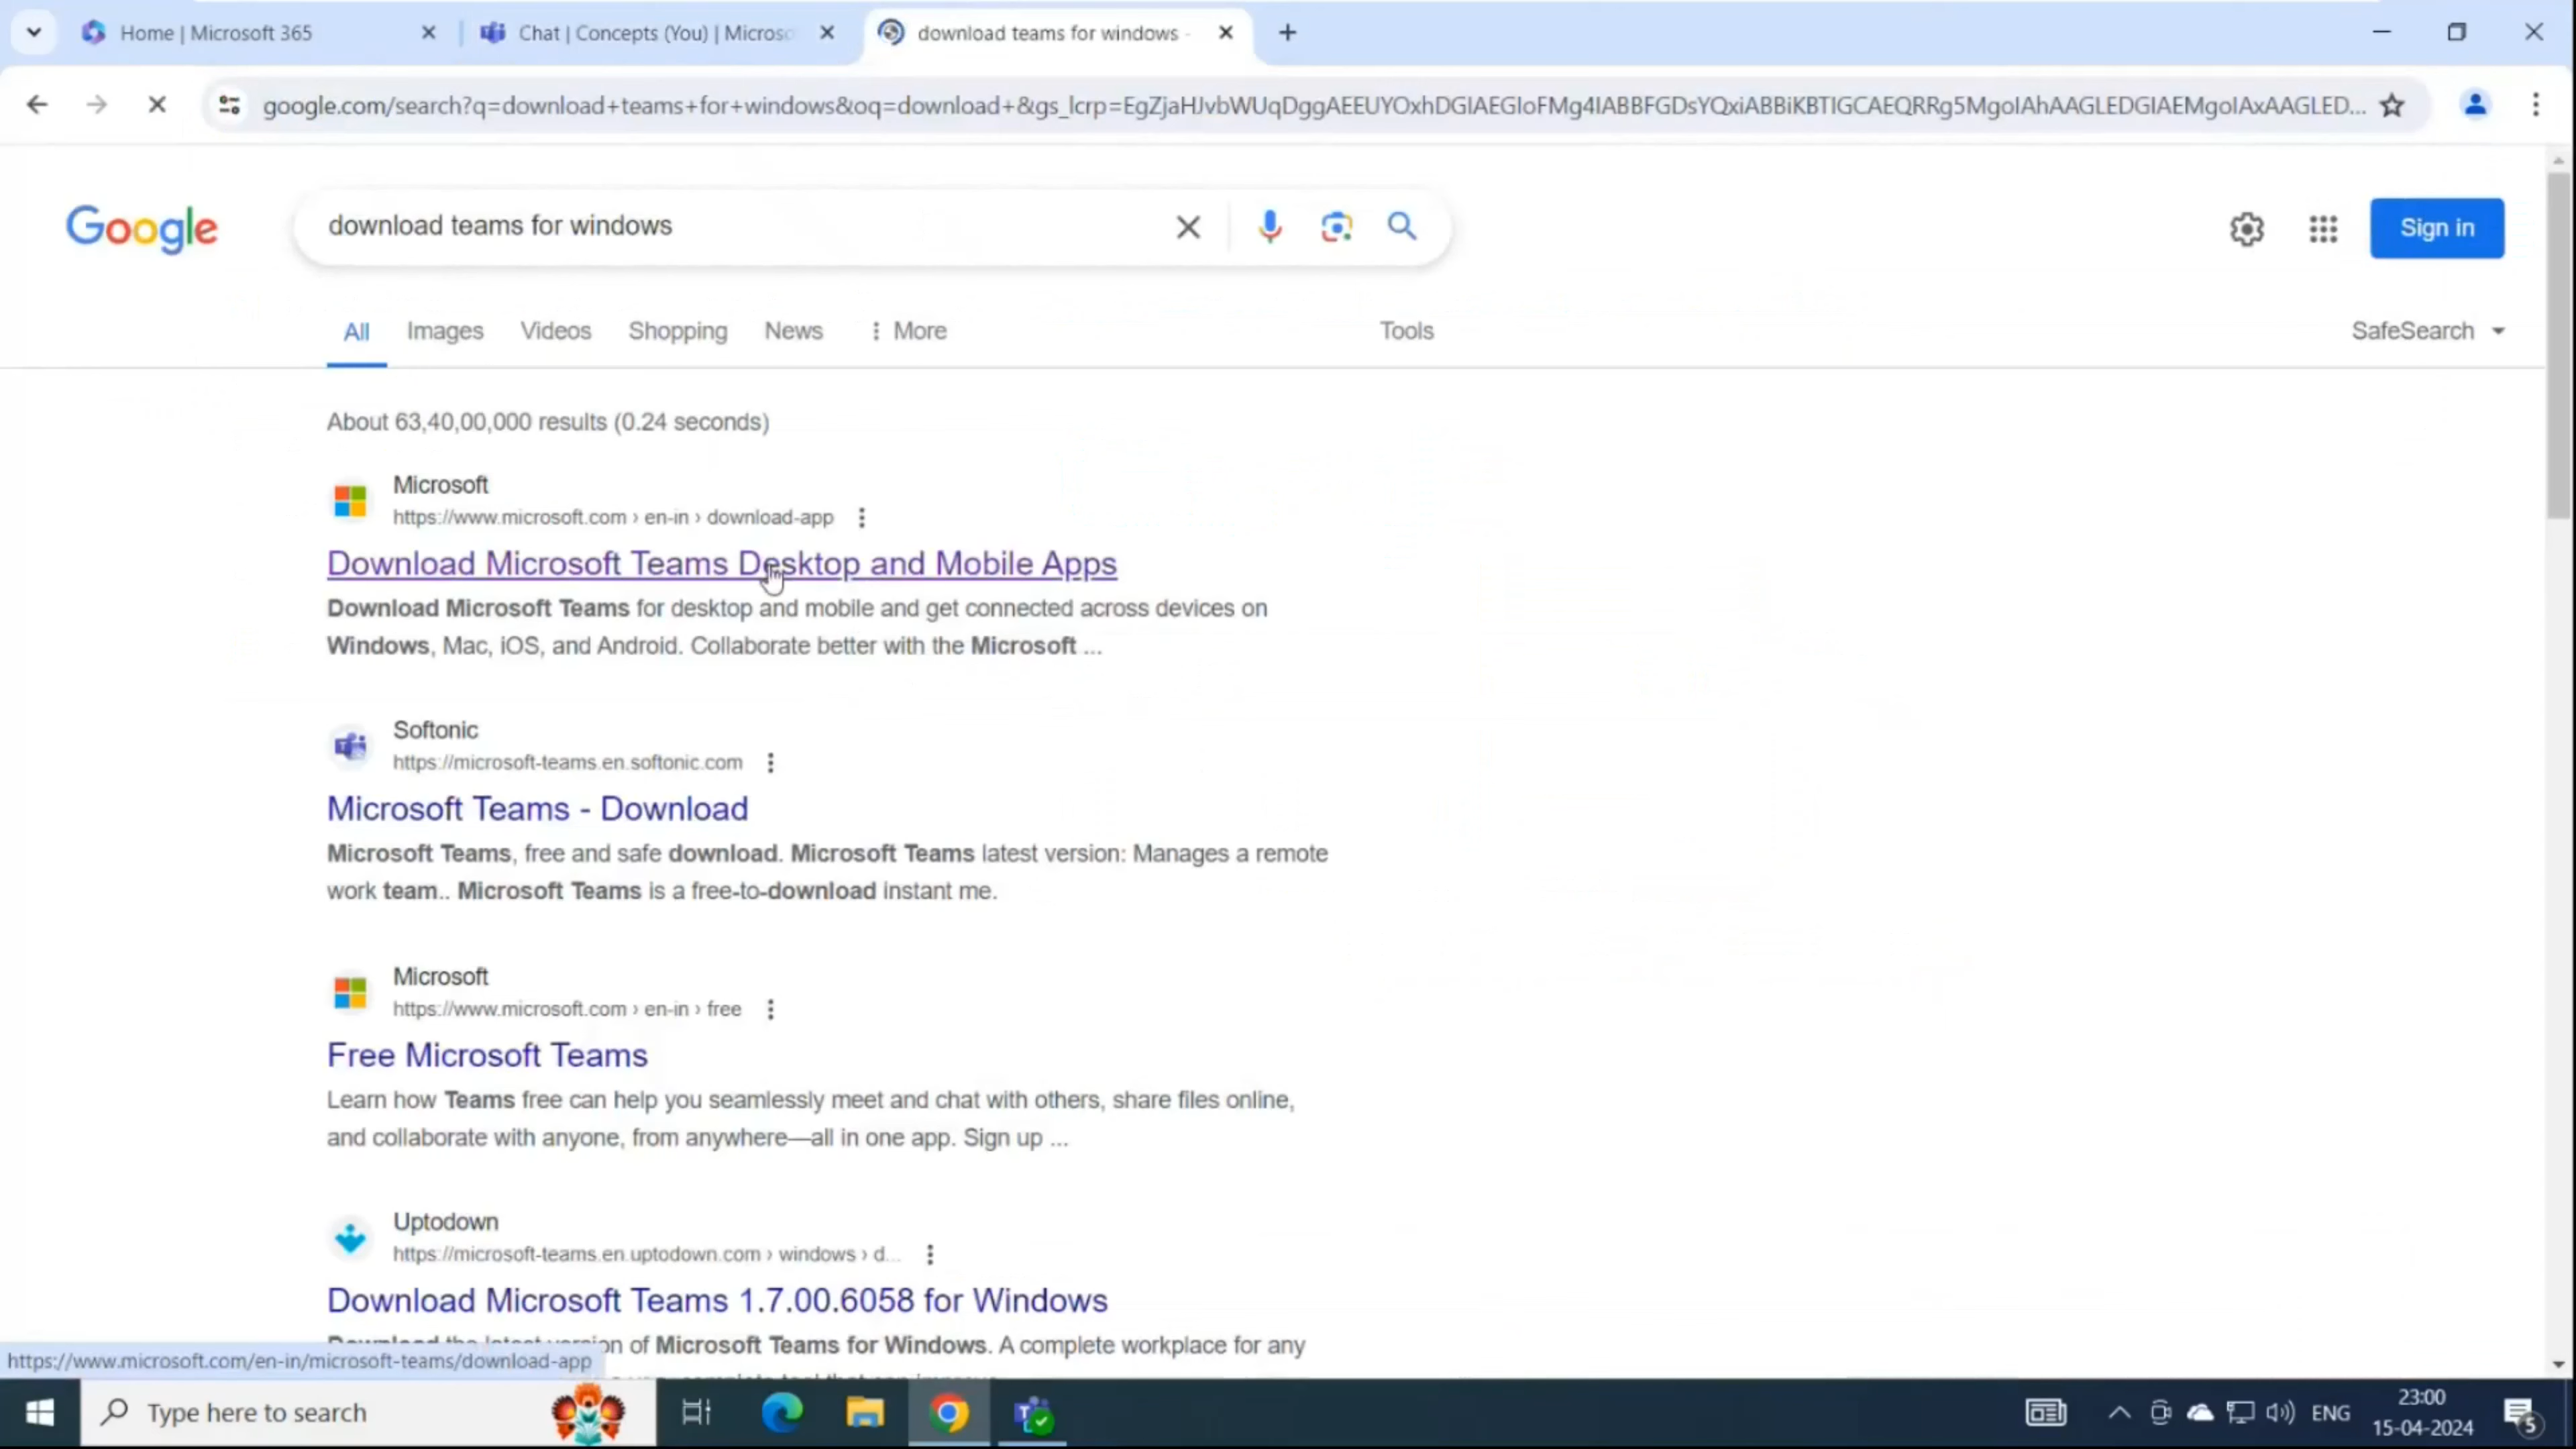 Home | Microsoft 365
Chat | Concepts (You) | Microso
download teams for windows -
google.com/search?q=download+teams+for+windows&oq=download+&gs_lcrp=EgZjaHJvbWUqDggAEEUYOxhDGIAEGIoFMg4IABBFGDsYQxiABBiKBTIGCAEQRRg5MgoIAhAAGLEDGIAEMgoIAxAAGLED...
Google
download teams for windows
Sign in
All Images Videos Shopping News More Tools SafeSearch
About 63,40,00,000 results (0.24 seconds)
Microsoft
https://www.microsoft.com › en-in › download-app
Download Microsoft Teams Desktop and Mobile Apps
Download Microsoft Teams for desktop and mobile and get connected across devices on
Windows, Mac, iOS, and Android. Collaborate better with the Microsoft ...
Softonic
https://microsoft-teams.en.softonic.com
Microsoft Teams - Download
Microsoft Teams, free and safe download. Microsoft Teams latest version: Manages a remote
work team.. Microsoft Teams is a free-to-download instant me.
Microsoft
https://www.microsoft.com › en-in › free
Free Microsoft Teams
Learn how Teams free can help you seamlessly meet and chat with others, share files online,
and collaborate with anyone, from anywhere—all in one app. Sign up ...
Uptodown
https://microsoft-teams.en.uptodown.com › windows › d...
Download Microsoft Teams 1.7.00.6058 for Windows
Download the latest version of Microsoft Teams for Windows. A complete workplace for any
https://www.microsoft.com/en-in/microsoft-teams/download-app
Type here to search
ENG
23:00
15-04-2024
5